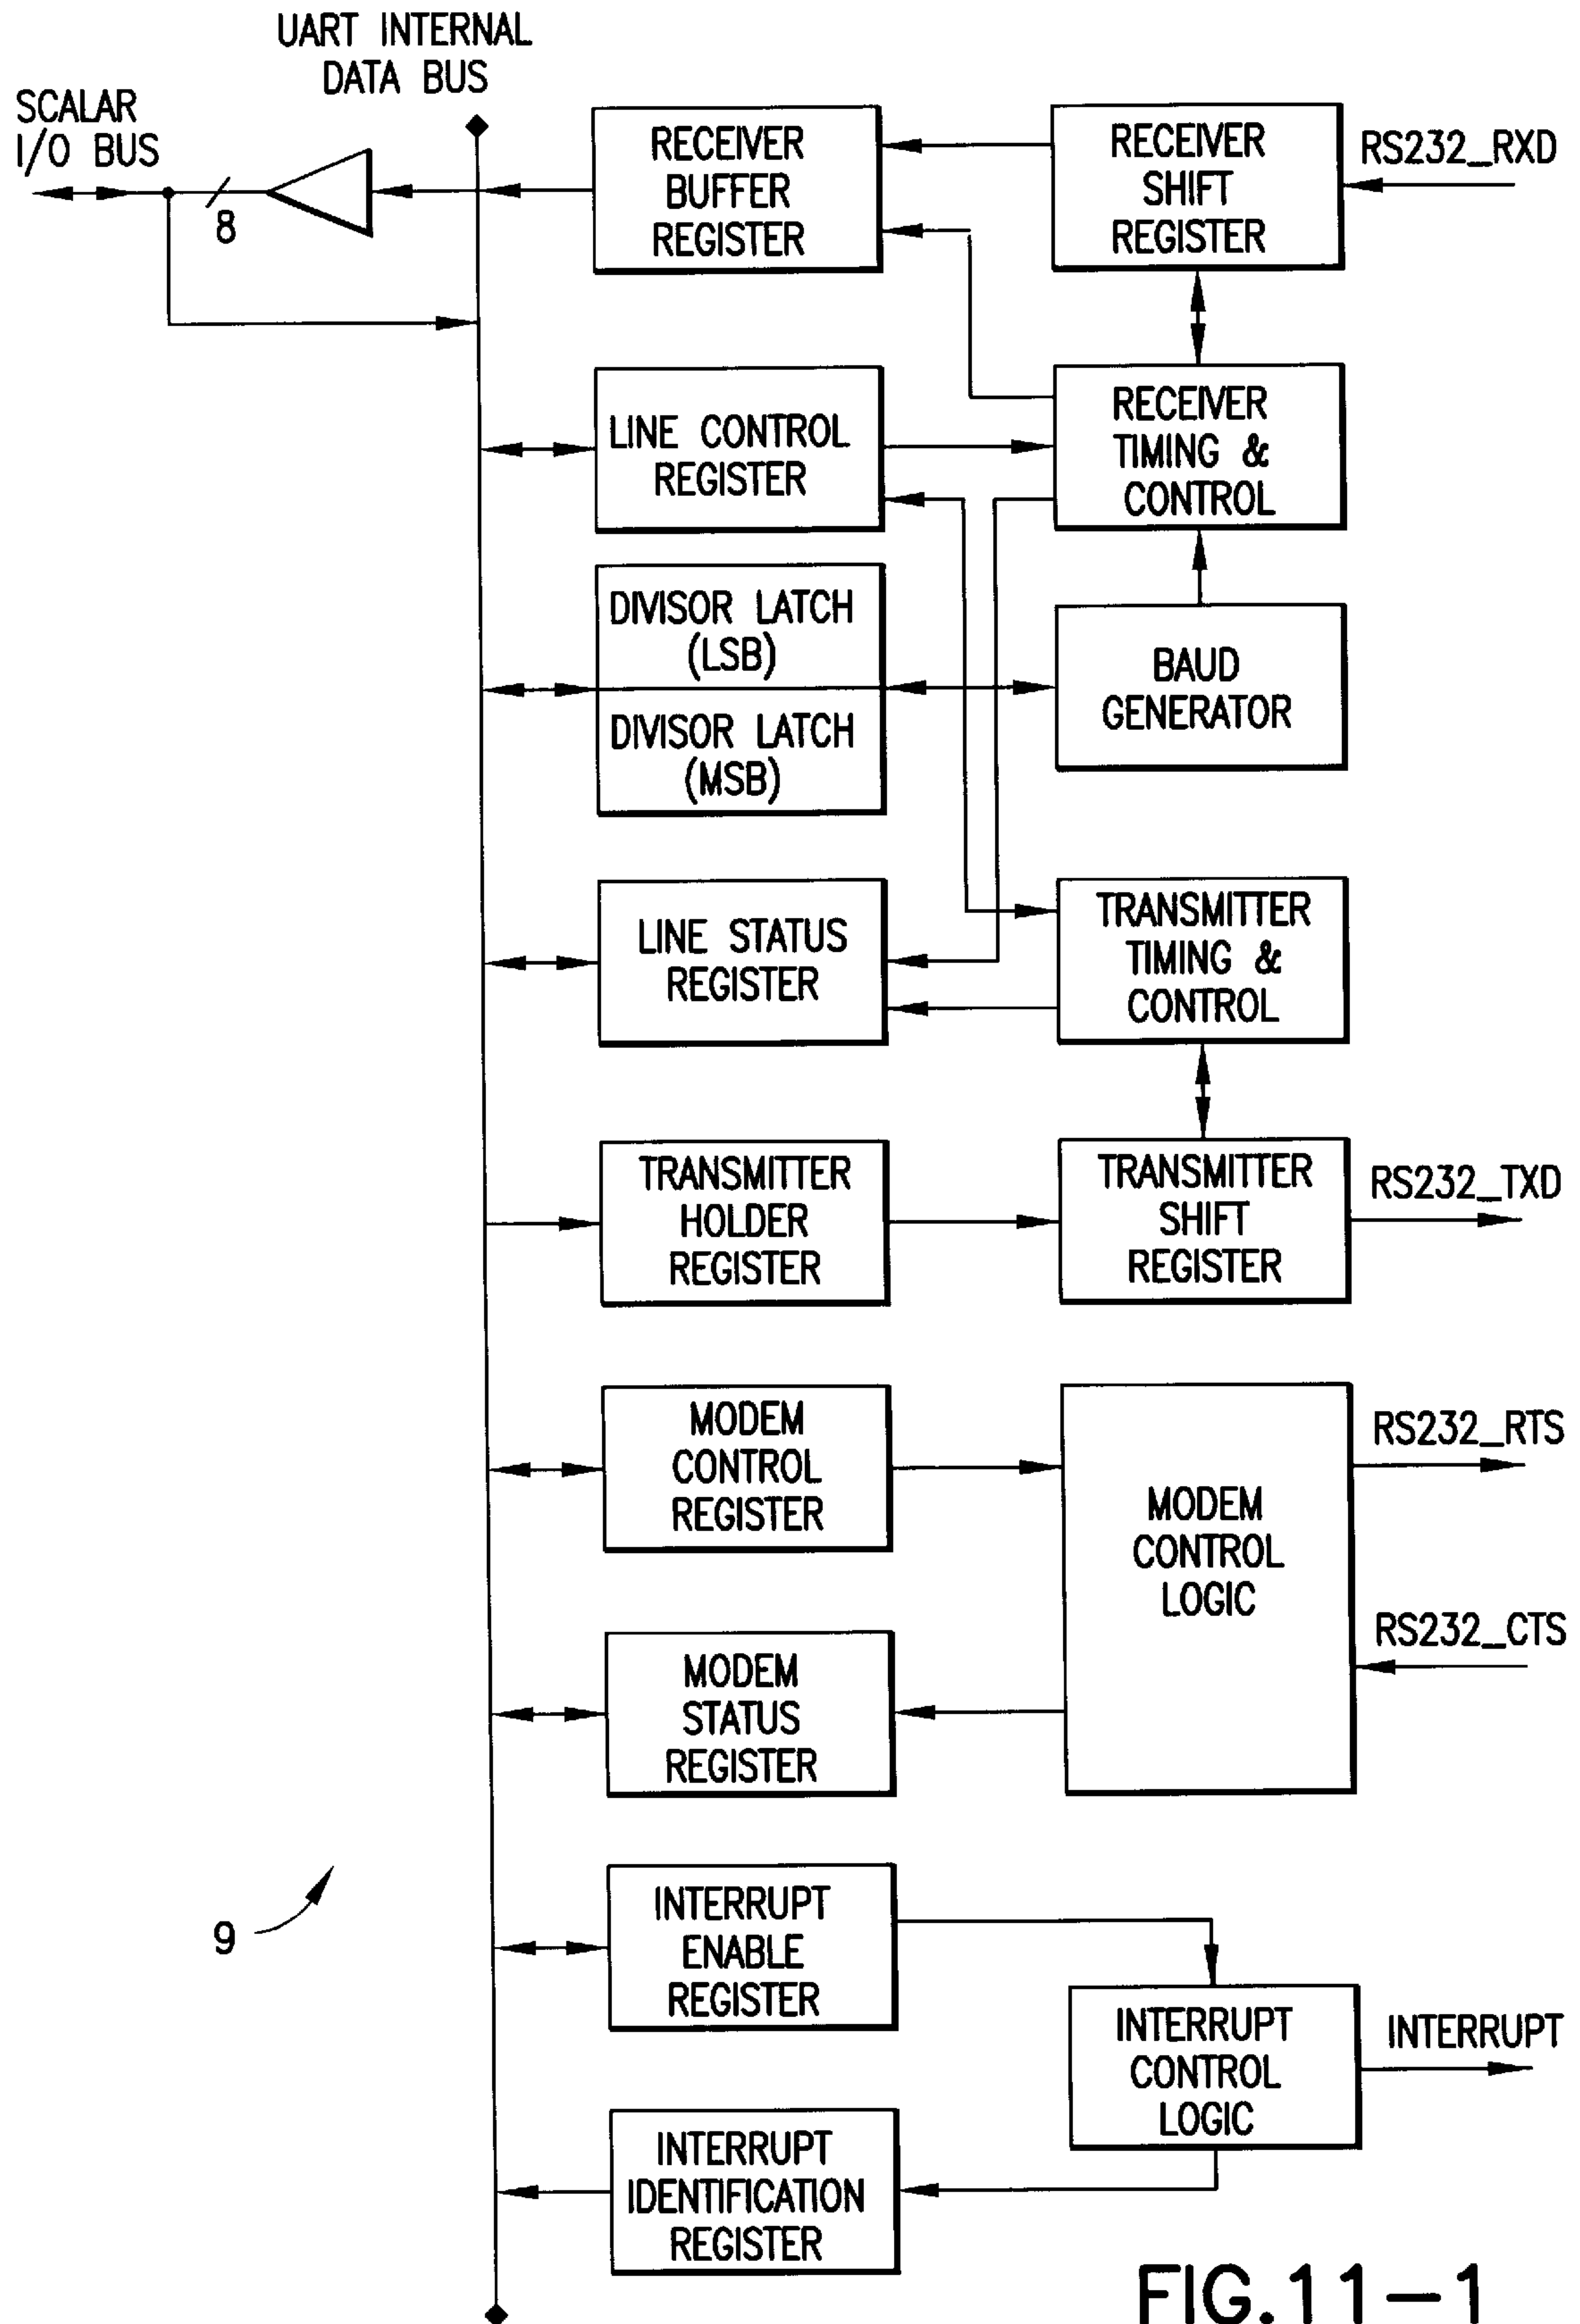 UART INTERNAL
DATA BUS
SCALAR
I/O BUS
8
RECEIVER
BUFFER
REGISTER
RECEIVER
SHIFT
REGISTER
RS232_RXD
LINE CONTROL
REGISTER
RECEIVER
TIMING &
CONTROL
DIVISOR LATCH
(LSB)
DIVISOR LATCH
(MSB)
BAUD
GENERATOR
LINE STATUS
REGISTER
TRANSMITTER
TIMING &
CONTROL
TRANSMITTER
HOLDER
REGISTER
TRANSMITTER
SHIFT
REGISTER
RS232_TXD
MODEM
CONTROL
REGISTER
MODEM
CONTROL
LOGIC
RS232_RTS
RS232_CTS
MODEM
STATUS
REGISTER
9
INTERRUPT
ENABLE
REGISTER
INTERRUPT
CONTROL
LOGIC
INTERRUPT
INTERRUPT
IDENTIFICATION
REGISTER
FIG.11-1